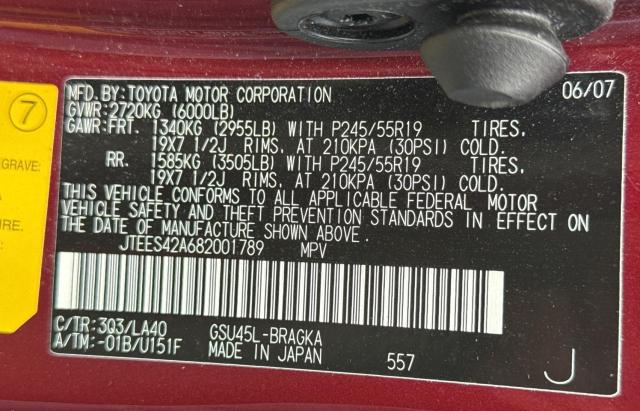 7
GRAVE:
MFD. BY: TOYOTA MOTOR CORPORATION 06/07
GVWR: 2720KG (6000LB)
GAWR: FRT. 1340KG (2955LB) WITH P245/55R19 TIRES,
19X7 1/2J RIMS, AT 210KPA (30PSI) COLD.
RR. 1585KG (3505LB) WITH P245/55R19 TIRES,
19X7 1/2J RIMS, AT 210KPA (30PSI) COLD.
THIS VEHICLE CONFORMS TO ALL APPLICABLE FEDERAL MOTOR
VEHICLE SAFETY AND THEFT PREVENTION STANDARDS IN EFFECT ON
THE DATE OF MANUFACTURE SHOWN ABOVE.
JTEES42A682001789 MPV
C/TR: 3Q3/LA40 GSU45L-BRAGKA
A/TM: -01B/U151F MADE IN JAPAN 557 J